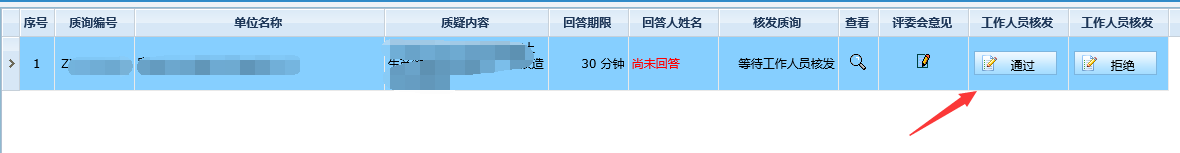 序号 质询编号 单位名称 质疑内容 回答期限 回答人姓名 核发质询 查看 评委会意见 工作人员核发 工作人员核发
1 30 分钟 尚未回答 等待工作人员核发 通过 拒绝